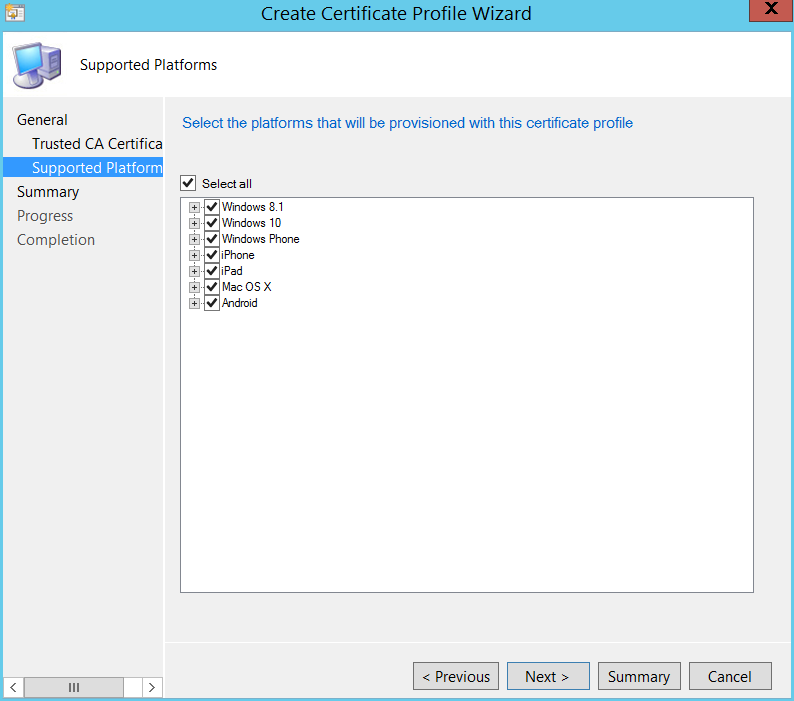 Create Certificate Profile Wizard
X
Supported Platforms
General
Trusted CA Certifica
Supported Platform
Summary
Progress
Completion
Select the platforms that will be provisioned with this certificate profile
Select all
Windows 8.1
Windows 10
Windows Phone
iPhone
iPad
Mac OS X
Android
< Previous
Next >
Summary
Cancel